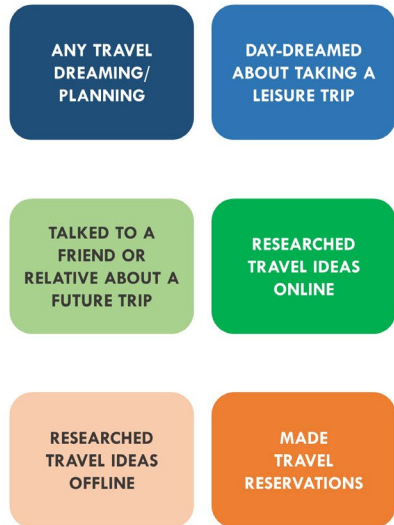 ANY TRAVEL
DREAMING/
PLANNING
DAY-DREAMED
ABOUT TAKING A
LEISURE TRIP
TALKED TO A
FRIEND OR
RELATIVE ABOUT A
FUTURE TRIP
RESEARCHED
TRAVEL IDEAS
ONLINE
RESEARCHED
TRAVEL IDEAS
OFFLINE
MADE
TRAVEL
RESERVATIONS